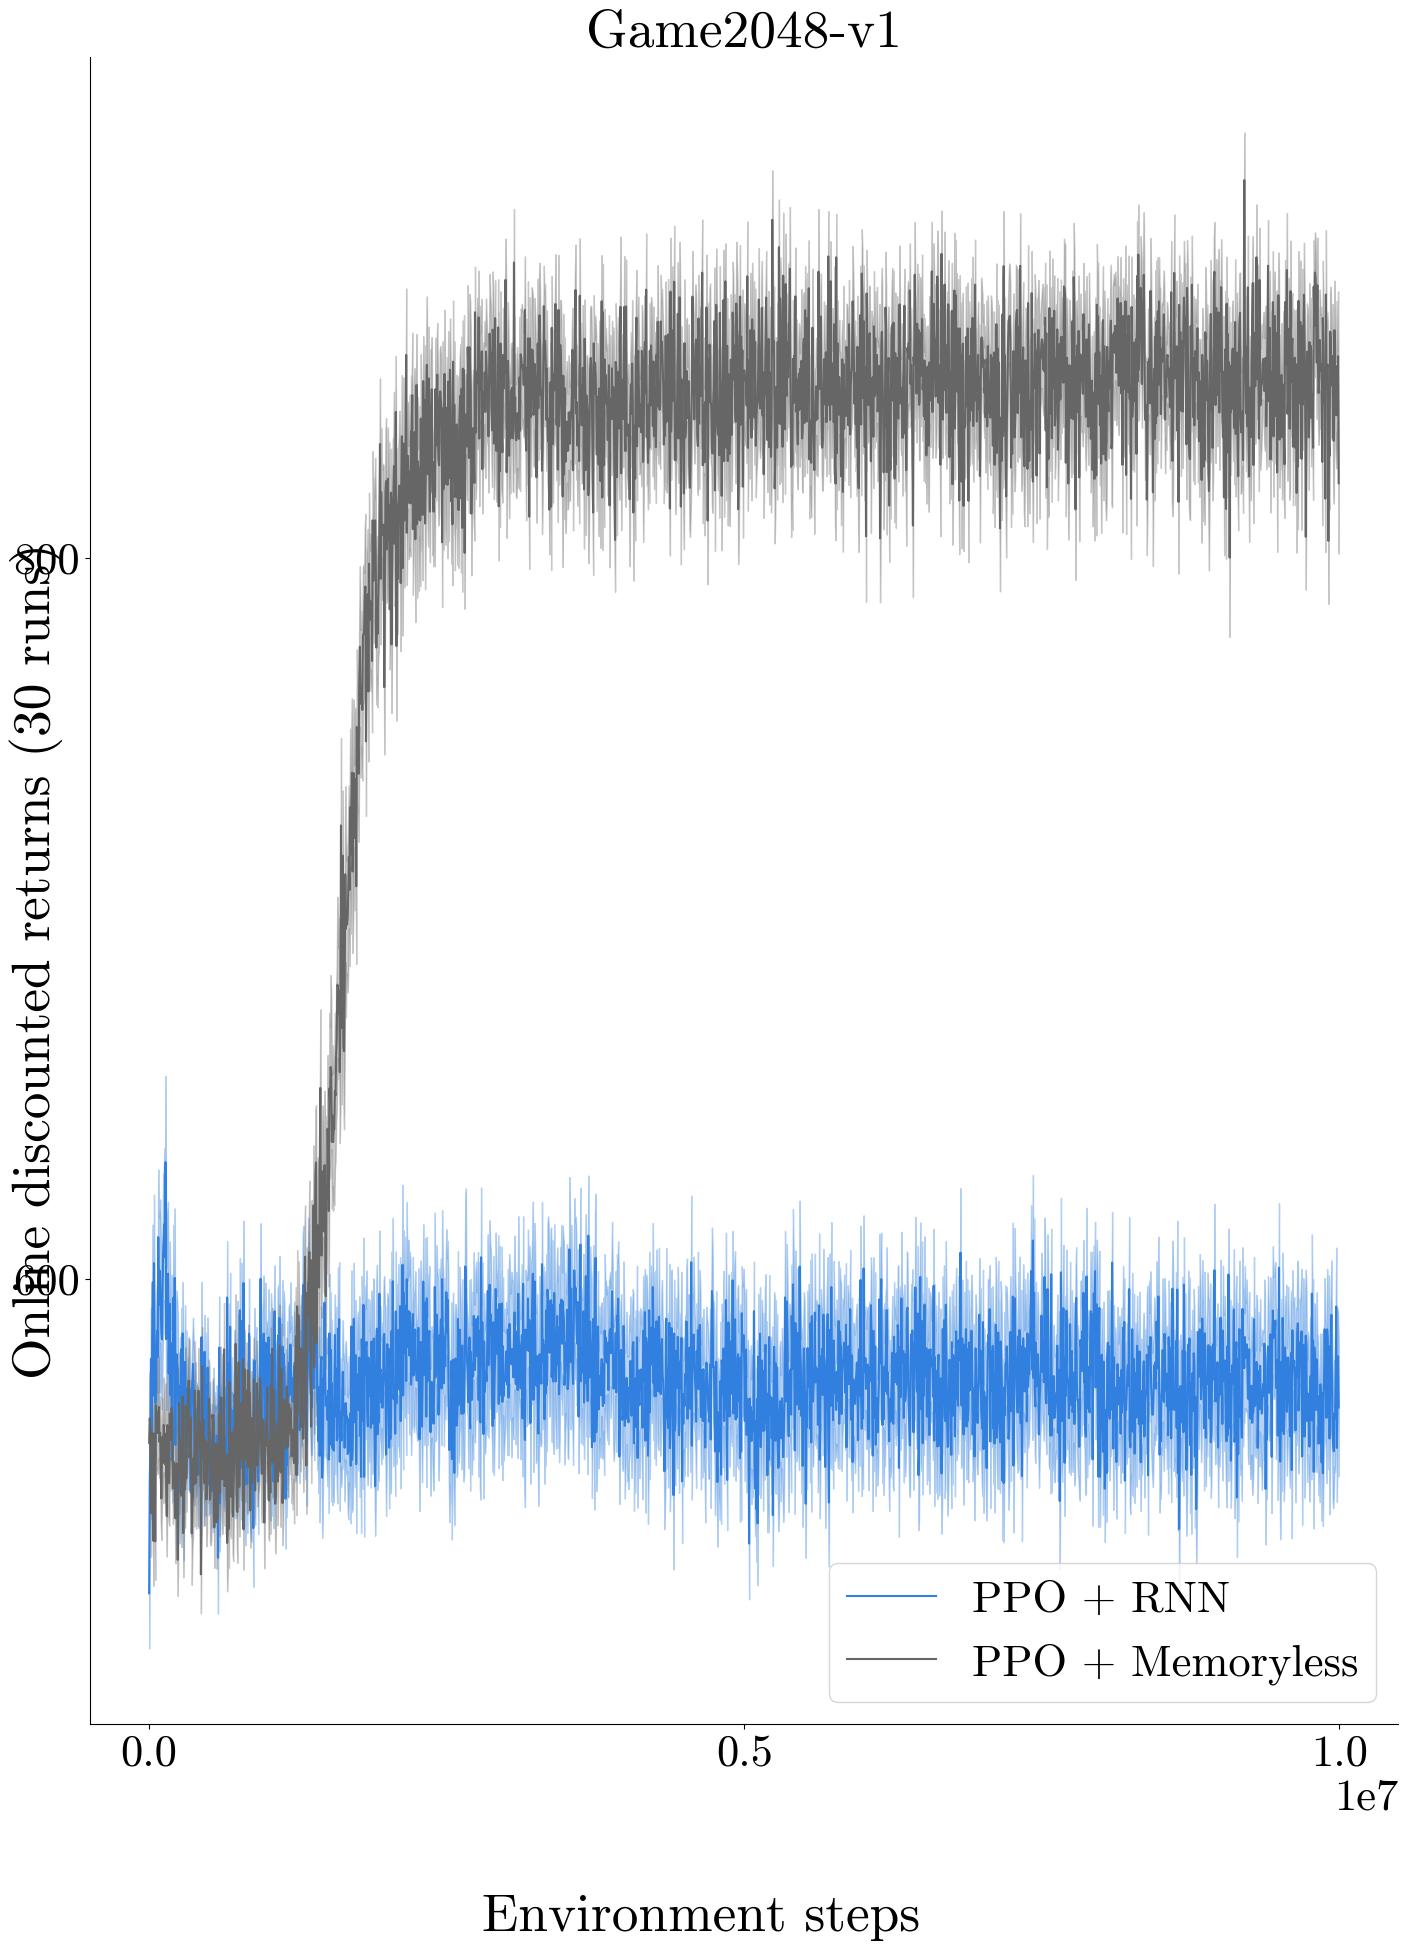 Game2048-v1
Online discounted returns (30 runs)
800
600
PPO + RNN
PPO + Memoryless
0.0 0.5 1.0
1e7
Environment steps